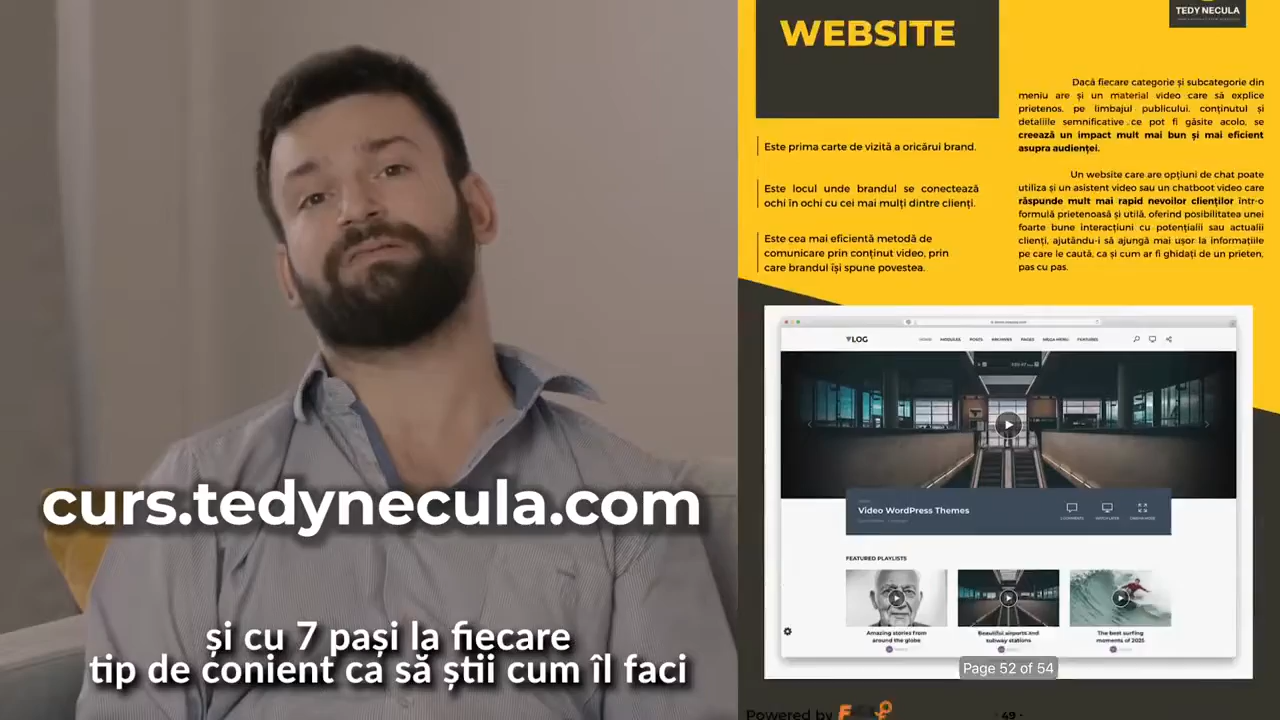 curs.tedynecula.com
și cu 7 pași la fiecare
tip de conient ca să știi cum îl faci
WEBSITE
TEDY NECULA
Este prima carte de vizită a oricărui brand.
Este locul unde brandul se conectează
ochi în ochi cu cei mai mulți dintre clienți.
Este cea mai eficientă metodă de
comunicare prin conținut video, prin
care brandul își spune povestea.
Dacă fiecare categorie și subcategorie din
meniu are și un material video care să explice
prietenos, pe limbajul publicului, conținutul și
detaliile semnificative ce pot fi găsite acolo, se
creează un impact mult mai bun și mai eficient
asupra audienței.
Un website care are opțiuni de chat poate
utiliza și un asistent video sau un chatboot video care
răspunde mult mai rapid nevoilor clienților într-o
formulă prietenoasă și utilă, oferind posibilitatea unei
foarte bune interacțiuni cu potențialii sau actualii
clienți, ajutându-i să ajungă mai ușor la informațiile
pe care le caută, ca și cum ar fi ghidați de un prieten,
pas cu pas.
VLOG
HOME MODULES POSTS ARCHIVES PAGES MEGA MENU FEATURES
Video WordPress Themes
FEATURED PLAYLISTS
Amazing stories from
around the globe
Beautiful airports and
subway stations
The best surfing
moments of 2025
Page 52 of 54
Powered by
- 49 -